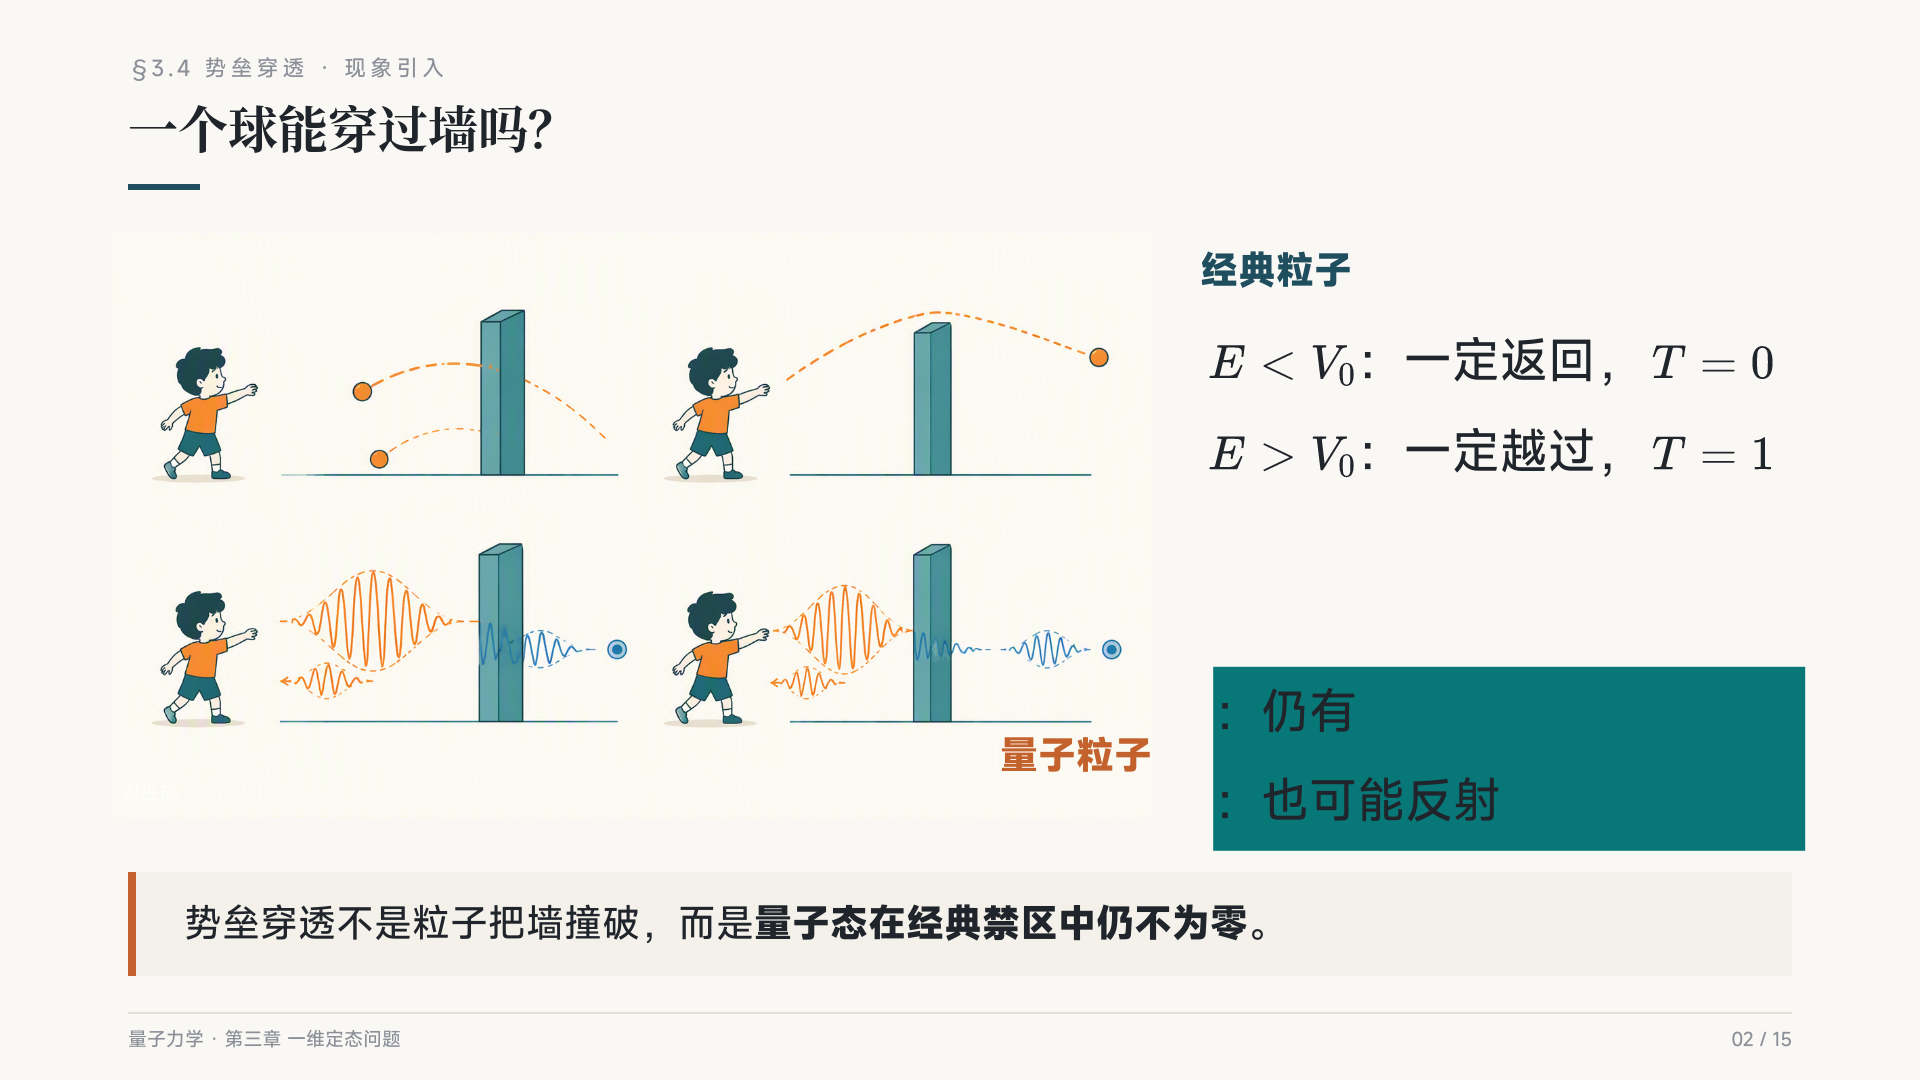 §3.4 势垒穿透 · 现象引入
一个球能穿过墙吗？
经典粒子
E < V₀：一定返回，T = 0
E > V₀：一定越过，T = 1
量子粒子
：仍有
：也可能反射
AI生成
势垒穿透不是粒子把墙撞破，而是量子态在经典禁区中仍不为零。
量子力学 · 第三章 一维定态问题
02 / 15